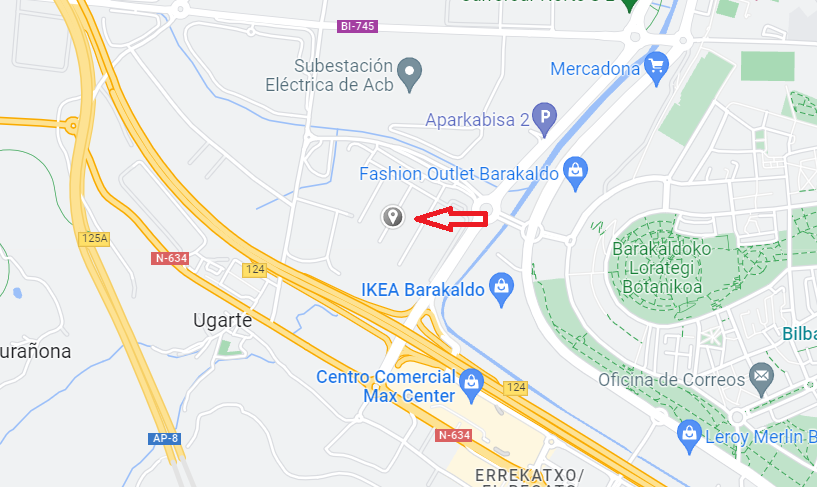 BI-745
Subestación
Eléctrica de Acb
Mercadona
Aparkabisa 2
P
Fashion Outlet Barakaldo
125A
N-634
124
Barakaldoko
Lorategi
Botanikoa
IKEA Barakaldo
Ugarte
urañona
Bilba
Centro Comercial
Max Center
124
Oficina de Correos
AP-8
N-634
Leroy Merlin B
ERREKATXO/